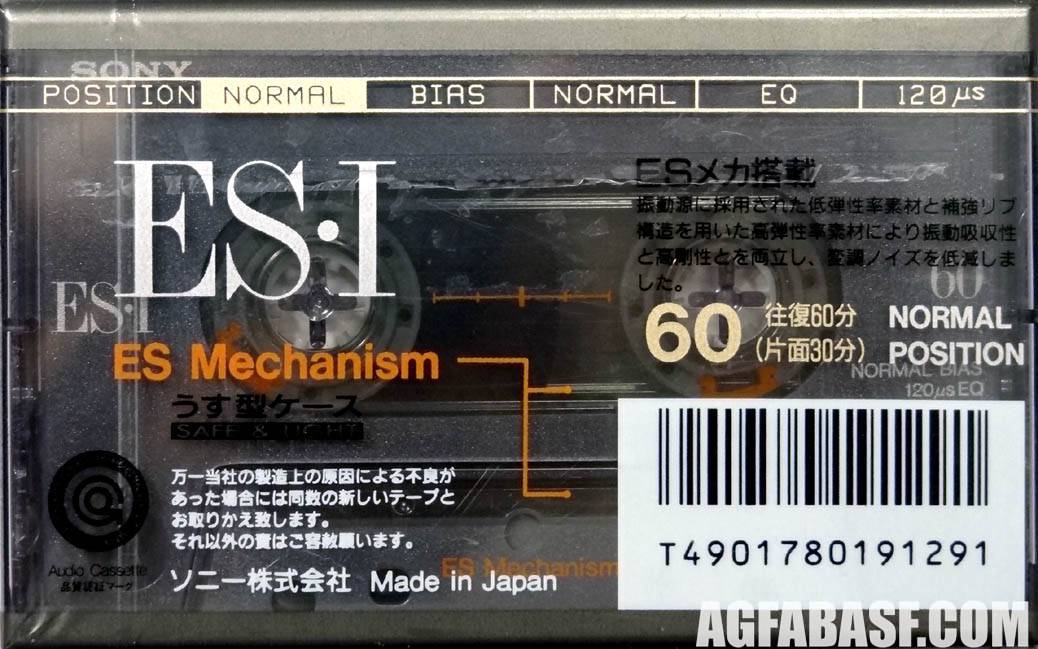 SONY
POSITION NORMAL BIAS NORMAL EQ 120μs
ES・I
ESメカ搭載
振動源に採用された低弾性率素材と補強リブ
構造を用いた高弾性率素材により振動吸収性
と高剛性とを両立し、変調ノイズを低減しま
した。
60
ES・I
60 往復60分
(片面30分)
NORMAL
POSITION
NORMAL BIAS
120μs EQ
ES Mechanism
うす型ケース
SAFE & LIGHT
万一当社の製造上の原因による不良が
あった場合には同数の新しいテープと
お取りかえ致します。
それ以外の責はご容赦願います。
Audio Cassette
品質認証マーク
ES Mechanism
ソニー株式会社 Made in Japan
T4901780191291
AGFABASF.COM